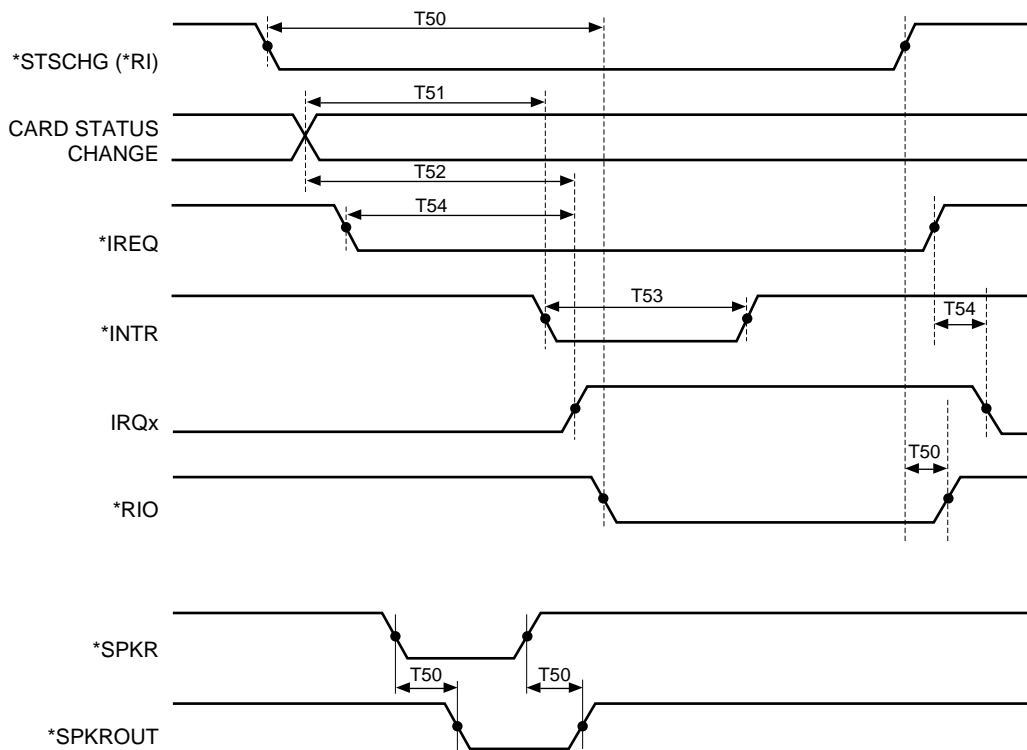 T50
*STSCHG (*RI)
T51
CARD STATUS
CHANGE
T52
T54
*IREQ
T53
*INTR
T54
IRQx
T50
*RIO
*SPKR
T50
T50
*SPKROUT